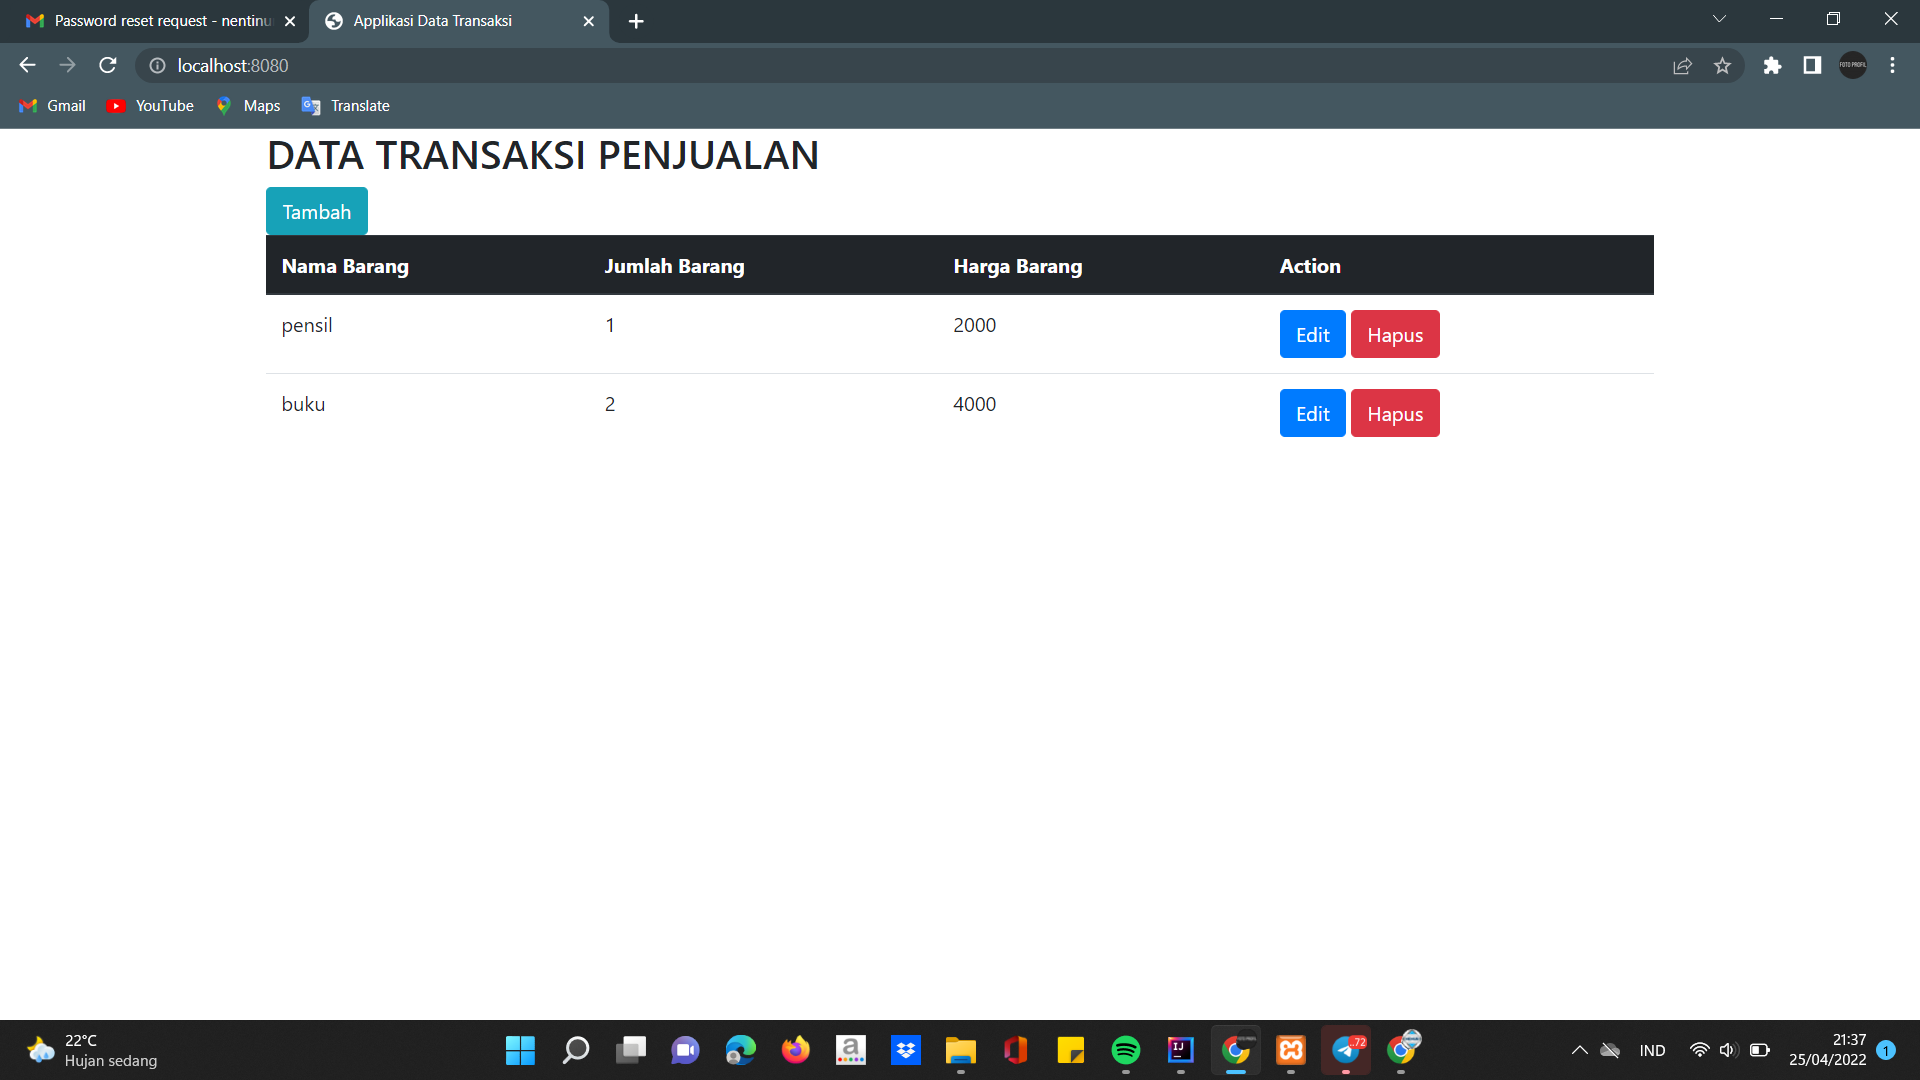 Password reset request - nentinu
Applikasi Data Transaksi
localhost:8080
Gmail
YouTube
Maps
Translate
DATA TRANSAKSI PENJUALAN
Tambah
Nama Barang Jumlah Barang Harga Barang Action
pensil 1 2000 Edit Hapus
buku 2 4000 Edit Hapus
22°C
Hujan sedang
IND
21:37
25/04/2022
1
72
FOTO PROFIL